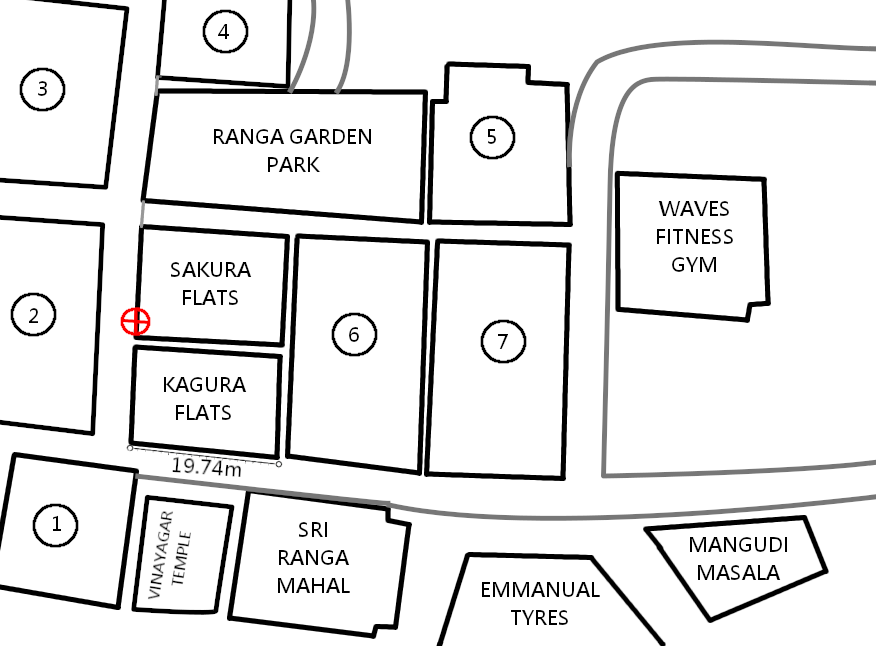 4
3
RANGA GARDEN
PARK
5
WAVES
FITNESS
GYM
SAKURA
FLATS
2
6
7
KAGURA
FLATS
19.74m
1
VINAYAGAR
TEMPLE
SRI
RANGA
MAHAL
EMMANUAL
TYRES
MANGUDI
MASALA